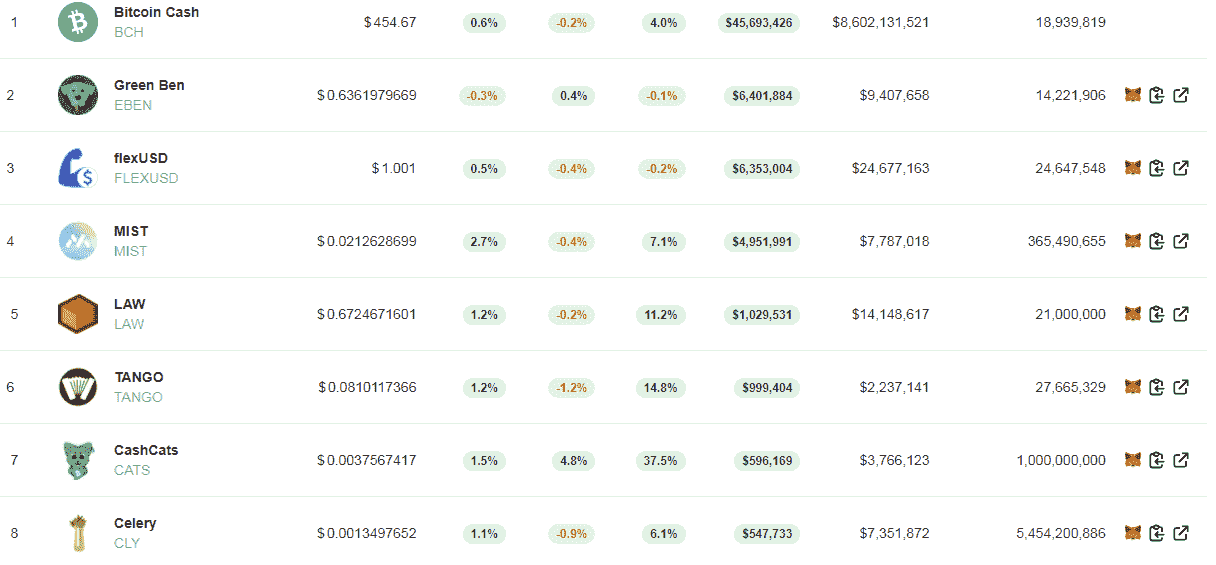 1 Bitcoin Cash $ 454.67 0.6% -0.2% 4.0% $45,693,426 $8,602,131,521 18,939,819
BCH
2 Green Ben $ 0.6361979669 -0.3% 0.4% -0.1% $6,401,884 $9,407,658 14,221,906
EBEN
3 flexUSD $ 1.001 0.5% -0.4% -0.2% $6,353,004 $24,677,163 24,647,548
FLEXUSD
4 MIST $ 0.0212628699 2.7% -0.4% 7.1% $4,951,991 $7,787,018 365,490,655
MIST
5 LAW $ 0.6724671601 1.2% -0.2% 11.2% $1,029,531 $14,148,617 21,000,000
LAW
6 TANGO $ 0.0810117366 1.2% -1.2% 14.8% $999,404 $2,237,141 27,665,329
TANGO
7 CashCats $ 0.0037567417 1.5% 4.8% 37.5% $596,169 $3,766,123 1,000,000,000
CATS
8 Celery $ 0.0013497652 1.1% -0.9% 6.1% $547,733 $7,351,872 5,454,200,886
CLY